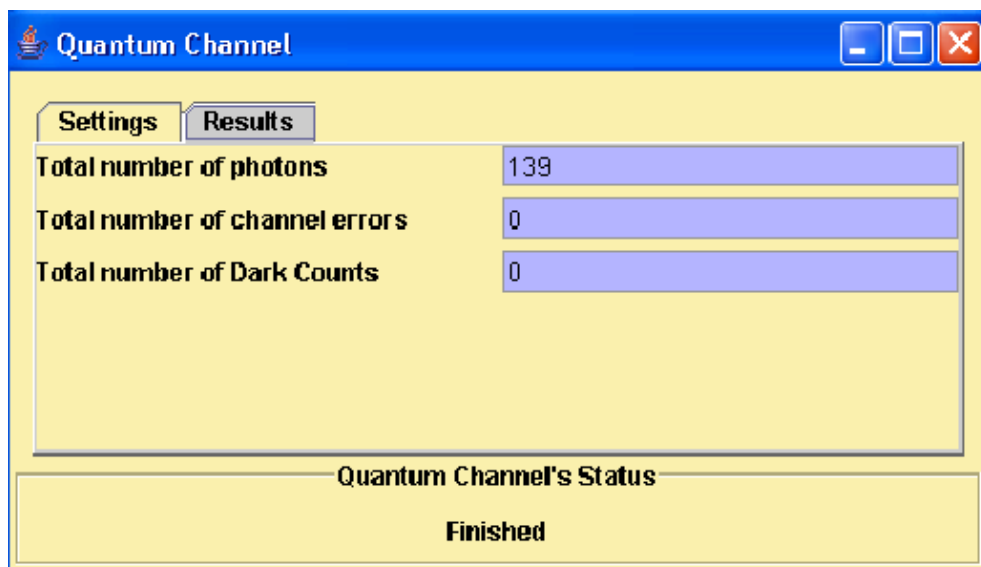 Quantum Channel
Settings Results
Total number of photons 139
Total number of channel errors 0
Total number of Dark Counts 0
Quantum Channel's Status
Finished